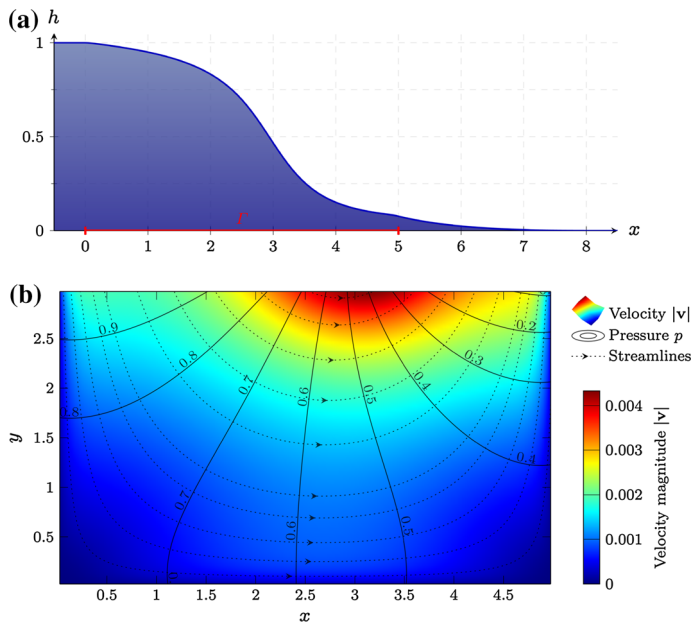 (a) h
1
0.5
0
0 1 2 3 4 5 6 7 8 x
(b)
0.9 0.8 0.7 0.6 0.5 0.4 0.3 0.2
0.8 0.4
0.7 0.6 0.5
2.5
2
1.5
1
0.5
y
0.5 1 1.5 2 2.5 3 3.5 4 4.5
x
Velocity |v|
Pressure p
Streamlines
0.004
0.003
0.002
0.001
0
Velocity magnitude |v|